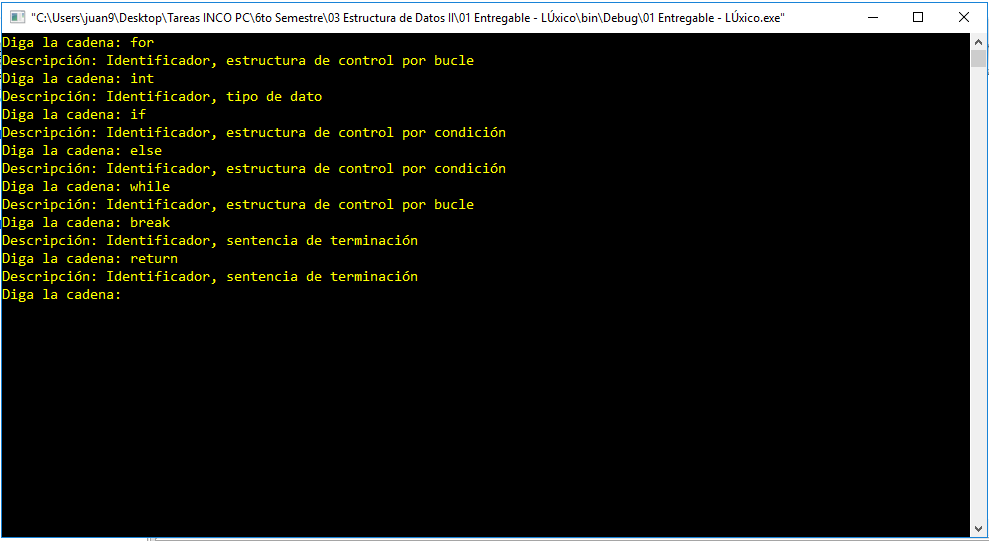 "C:\Users\juan9\Desktop\Tareas INCO PC\6to Semestre\03 Estructura de Datos II\01 Entregable - LÚxico\bin\Debug\01 Entregable - LÚxico.exe"
Diga la cadena: for
Descripción: Identificador, estructura de control por bucle
Diga la cadena: int
Descripción: Identificador, tipo de dato
Diga la cadena: if
Descripción: Identificador, estructura de control por condición
Diga la cadena: else
Descripción: Identificador, estructura de control por condición
Diga la cadena: while
Descripción: Identificador, estructura de control por bucle
Diga la cadena: break
Descripción: Identificador, sentencia de terminación
Diga la cadena: return
Descripción: Identificador, sentencia de terminación
Diga la cadena: